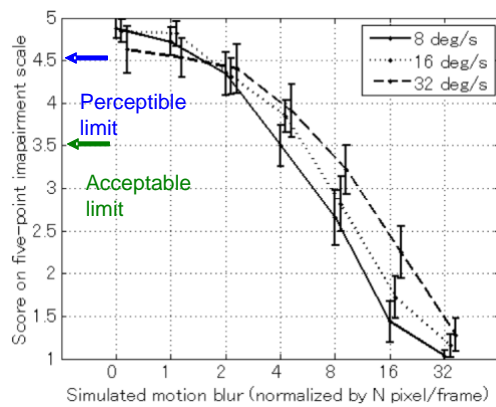 5
4.5
4
3.5
3
2.5
2
1.5
1
Score on five-point imapairment scale
Perceptible
limit
Acceptable
limit
8 deg/s
16 deg/s
32 deg/s
0 1 2 4 8 16 32
Simulated motion blur (normalized by N pixel/frame)